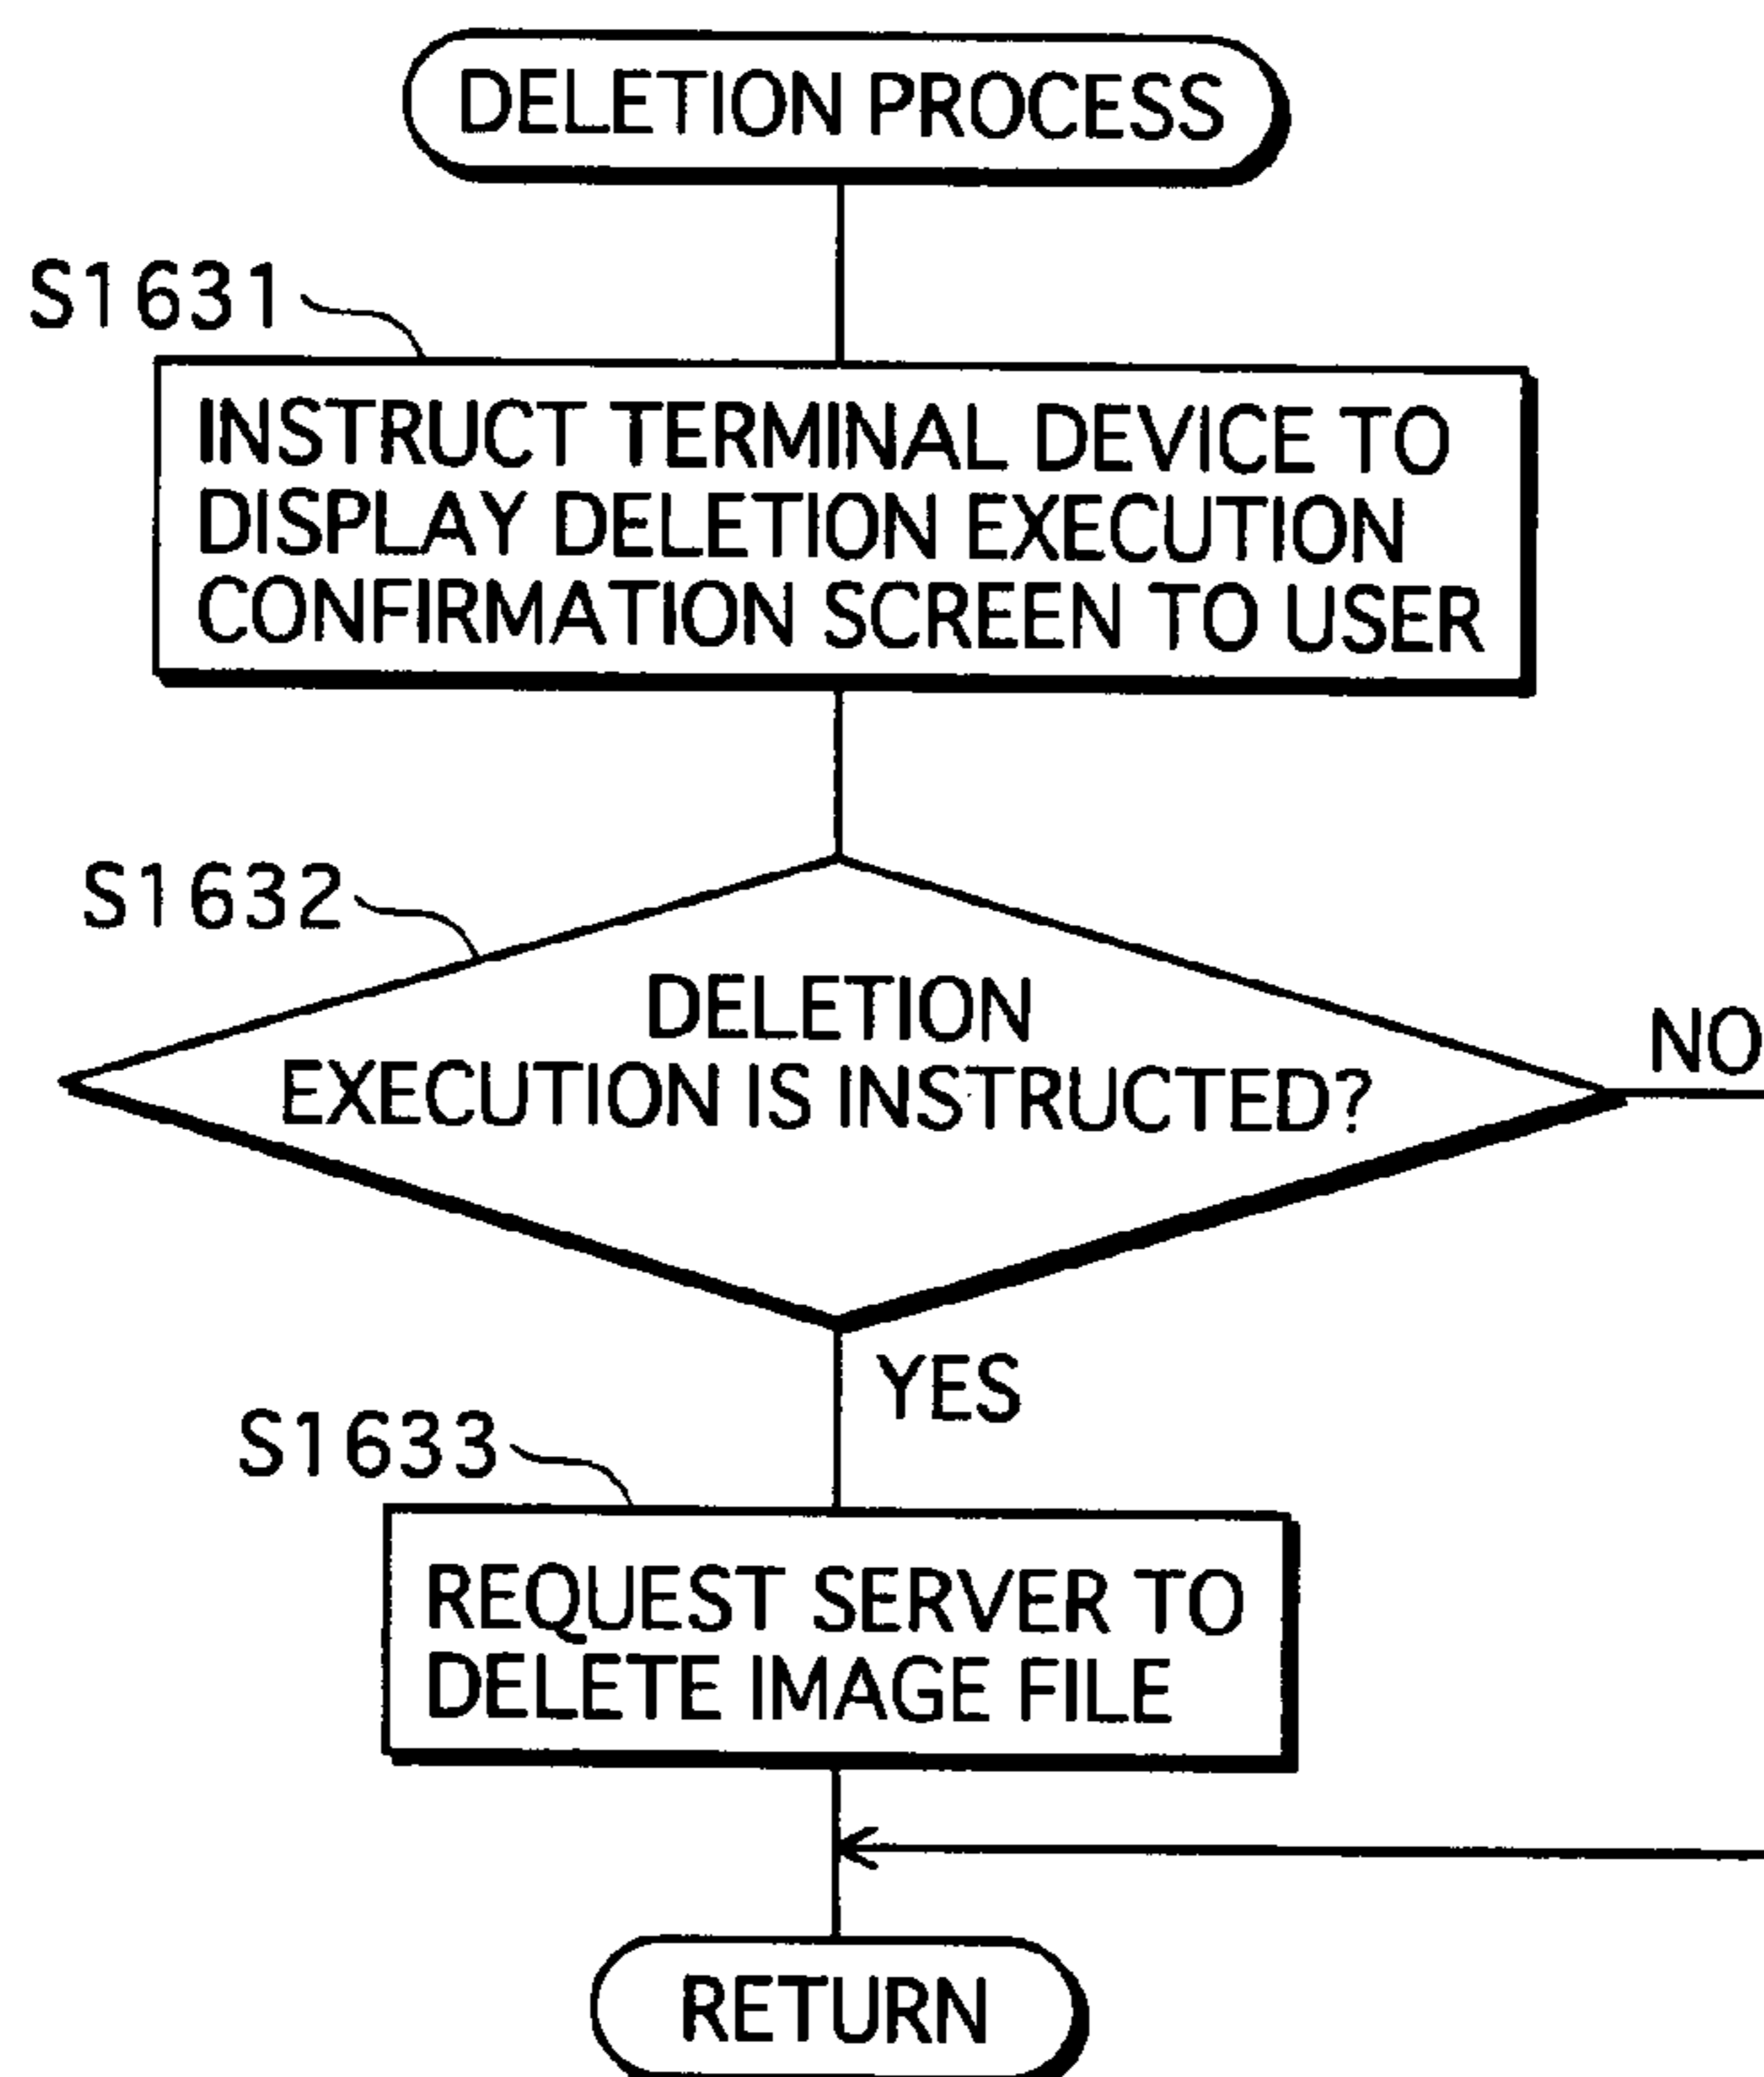 DELETION PROCESS
S1631
INSTRUCT TERMINAL DEVICE TO
DISPLAY DELETION EXECUTION
CONFIRMATION SCREEN TO USER
S1632
DELETION
EXECUTION IS INSTRUCTED?
NO
YES
S1633
REQUEST SERVER TO
DELETE IMAGE FILE
RETURN